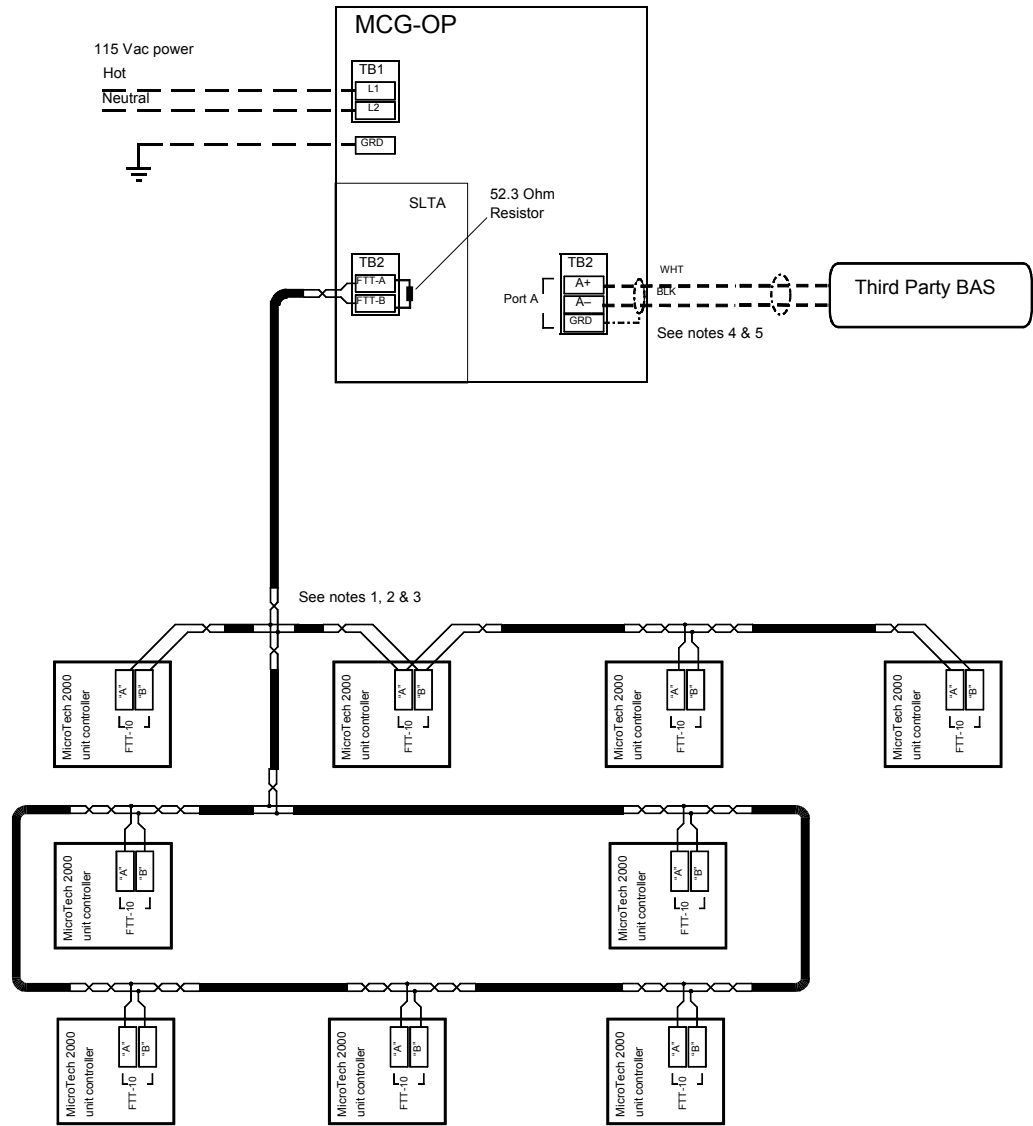 MCG-OP
115 Vac power
Hot
Neutral
TB1
L1
L2
GRD
SLTA
52.3 Ohm
Resistor
TB2
FTT-A
FTT-B
TB2
Port A
A+
A–
GRD
WHT
BLK
See notes 4 & 5
Third Party BAS
See notes 1, 2 & 3
MicroTech 2000
unit controller
"A"
"B"
FTT-10
MicroTech 2000
unit controller
"A"
"B"
FTT-10
MicroTech 2000
unit controller
"A"
"B"
FTT-10
MicroTech 2000
unit controller
"A"
"B"
FTT-10
MicroTech 2000
unit controller
"A"
"B"
FTT-10
MicroTech 2000
unit controller
"A"
"B"
FTT-10
MicroTech 2000
unit controller
"A"
"B"
FTT-10
MicroTech 2000
unit controller
"A"
"B"
FTT-10
MicroTech 2000
unit controller
"A"
"B"
FTT-10